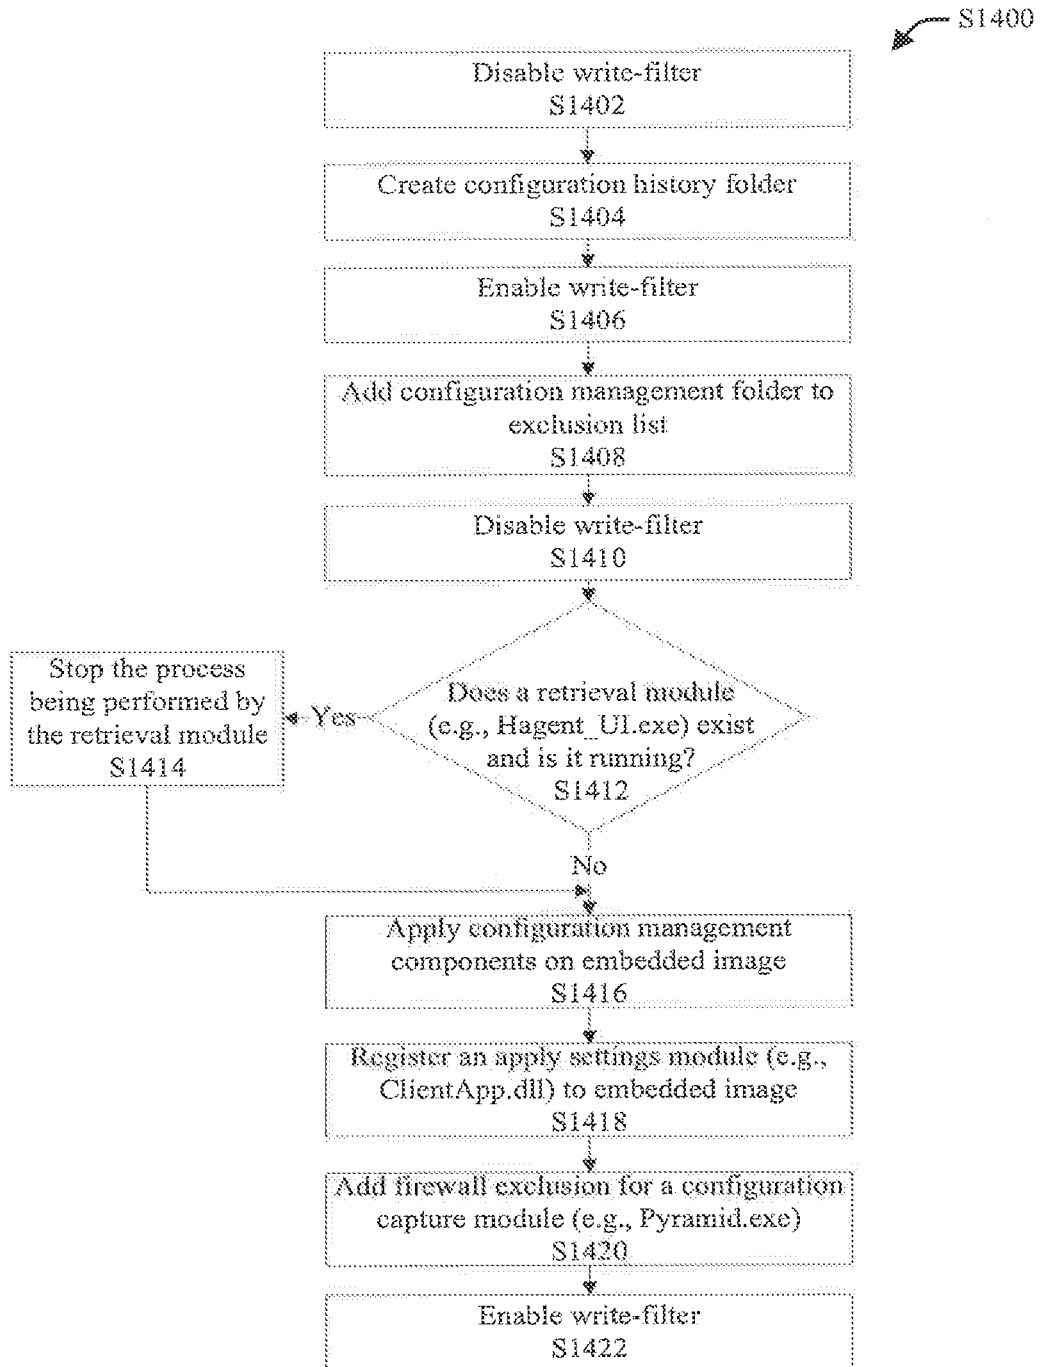 S1400
Disable write-filter
S1402
Create configuration history folder
S1404
Enable write-filter
S1406
Add configuration management folder to
exclusion list
S1408
Disable write-filter
S1410
Does a retrieval module
(e.g., Hagent_UI.exe) exist
and is it running?
S1412
Yes
Stop the process
being performed by
the retrieval module
S1414
No
Apply configuration management
components on embedded image
S1416
Register an apply settings module (e.g.,
ClientApp.dll) to embedded image
S1418
Add firewall exclusion for a configuration
capture module (e.g., Pyramid.exe)
S1420
Enable write-filter
S1422